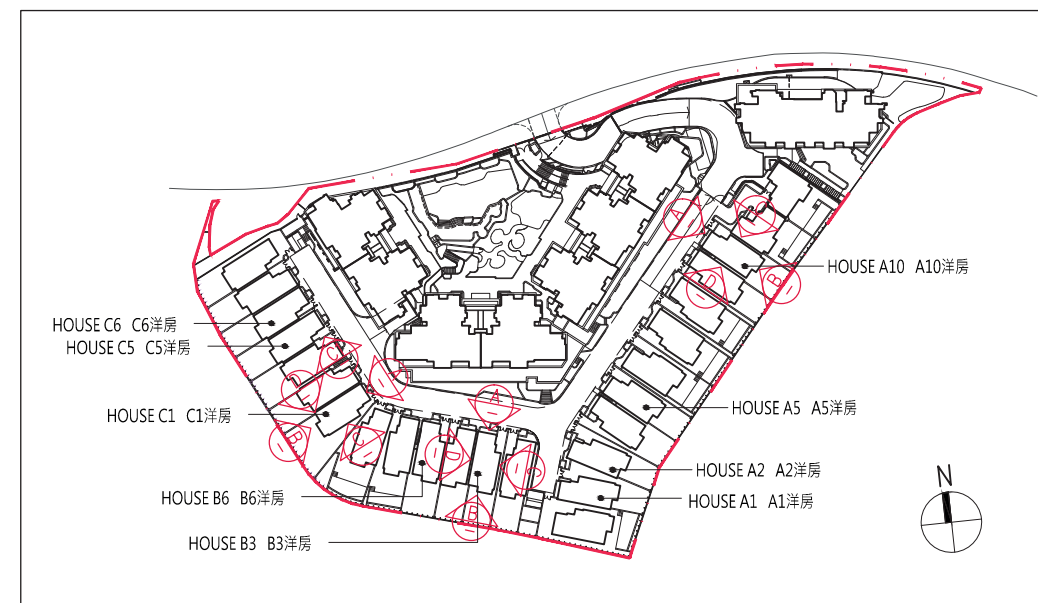 N
A
C
D
B
HOUSE A10 A10洋房
HOUSE C6 C6洋房
HOUSE C5 C5洋房
C
A
D
A
HOUSE A5 A5洋房
HOUSE C1 C1洋房
B
C
D
C
HOUSE A2 A2洋房
HOUSE B6 B6洋房
HOUSE A1 A1洋房
B
HOUSE B3 B3洋房